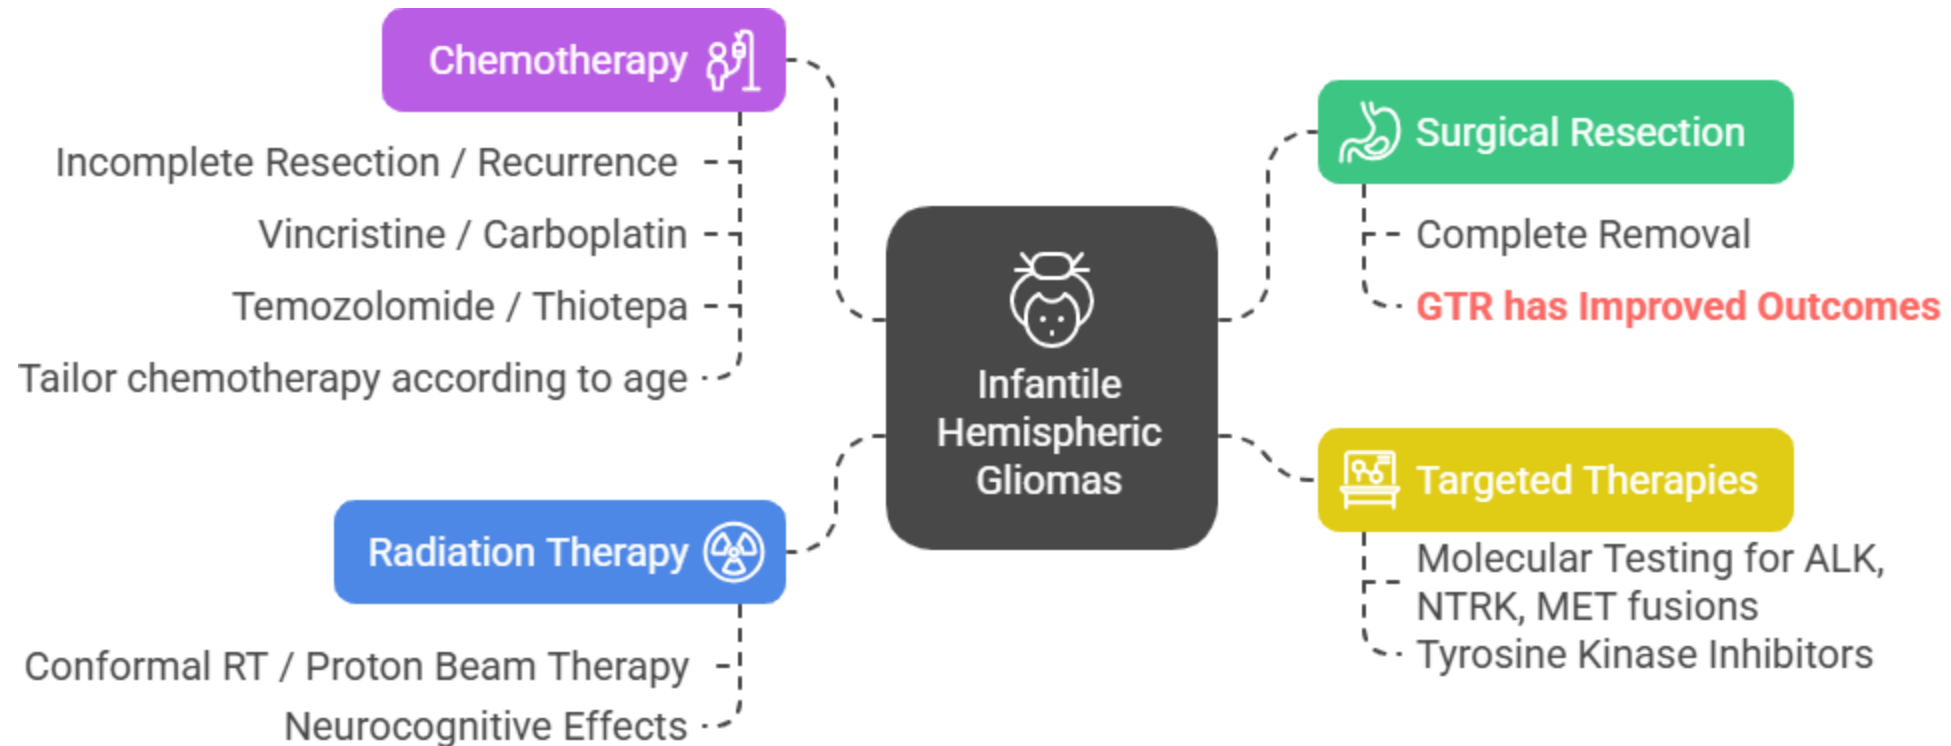 Chemotherapy
Incomplete Resection / Recurrence
Vincristine / Carboplatin
Temozolomide / Thiotepa
Tailor chemotherapy according to age
Radiation Therapy
Conformal RT / Proton Beam Therapy
Neurocognitive Effects
Infantile
Hemispheric
Gliomas
Surgical Resection
Complete Removal
GTR has Improved Outcomes
Targeted Therapies
Molecular Testing for ALK,
NTRK, MET fusions
Tyrosine Kinase Inhibitors